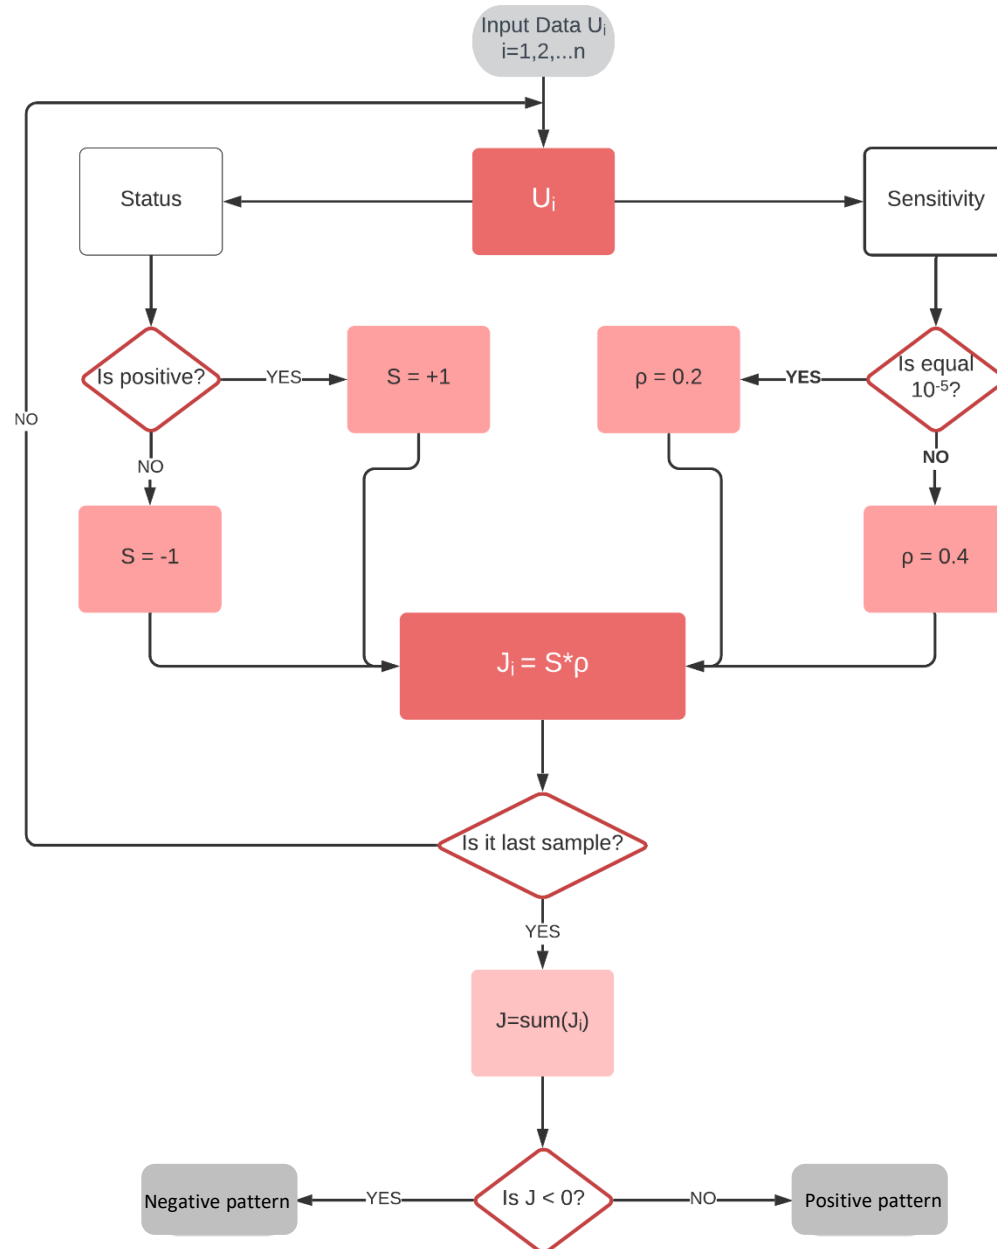 Input Data Uᵢ
i=1,2,...n
Status
Uᵢ
Sensitivity
Is positive?
YES
S = +1
ρ = 0.2
YES
Is equal
10⁻⁵?
NO
NO
NO
S = -1
ρ = 0.4
Jᵢ = S*ρ
Is it last sample?
YES
J=sum(Jᵢ)
Negative pattern
YES
Is J < 0?
NO
Positive pattern